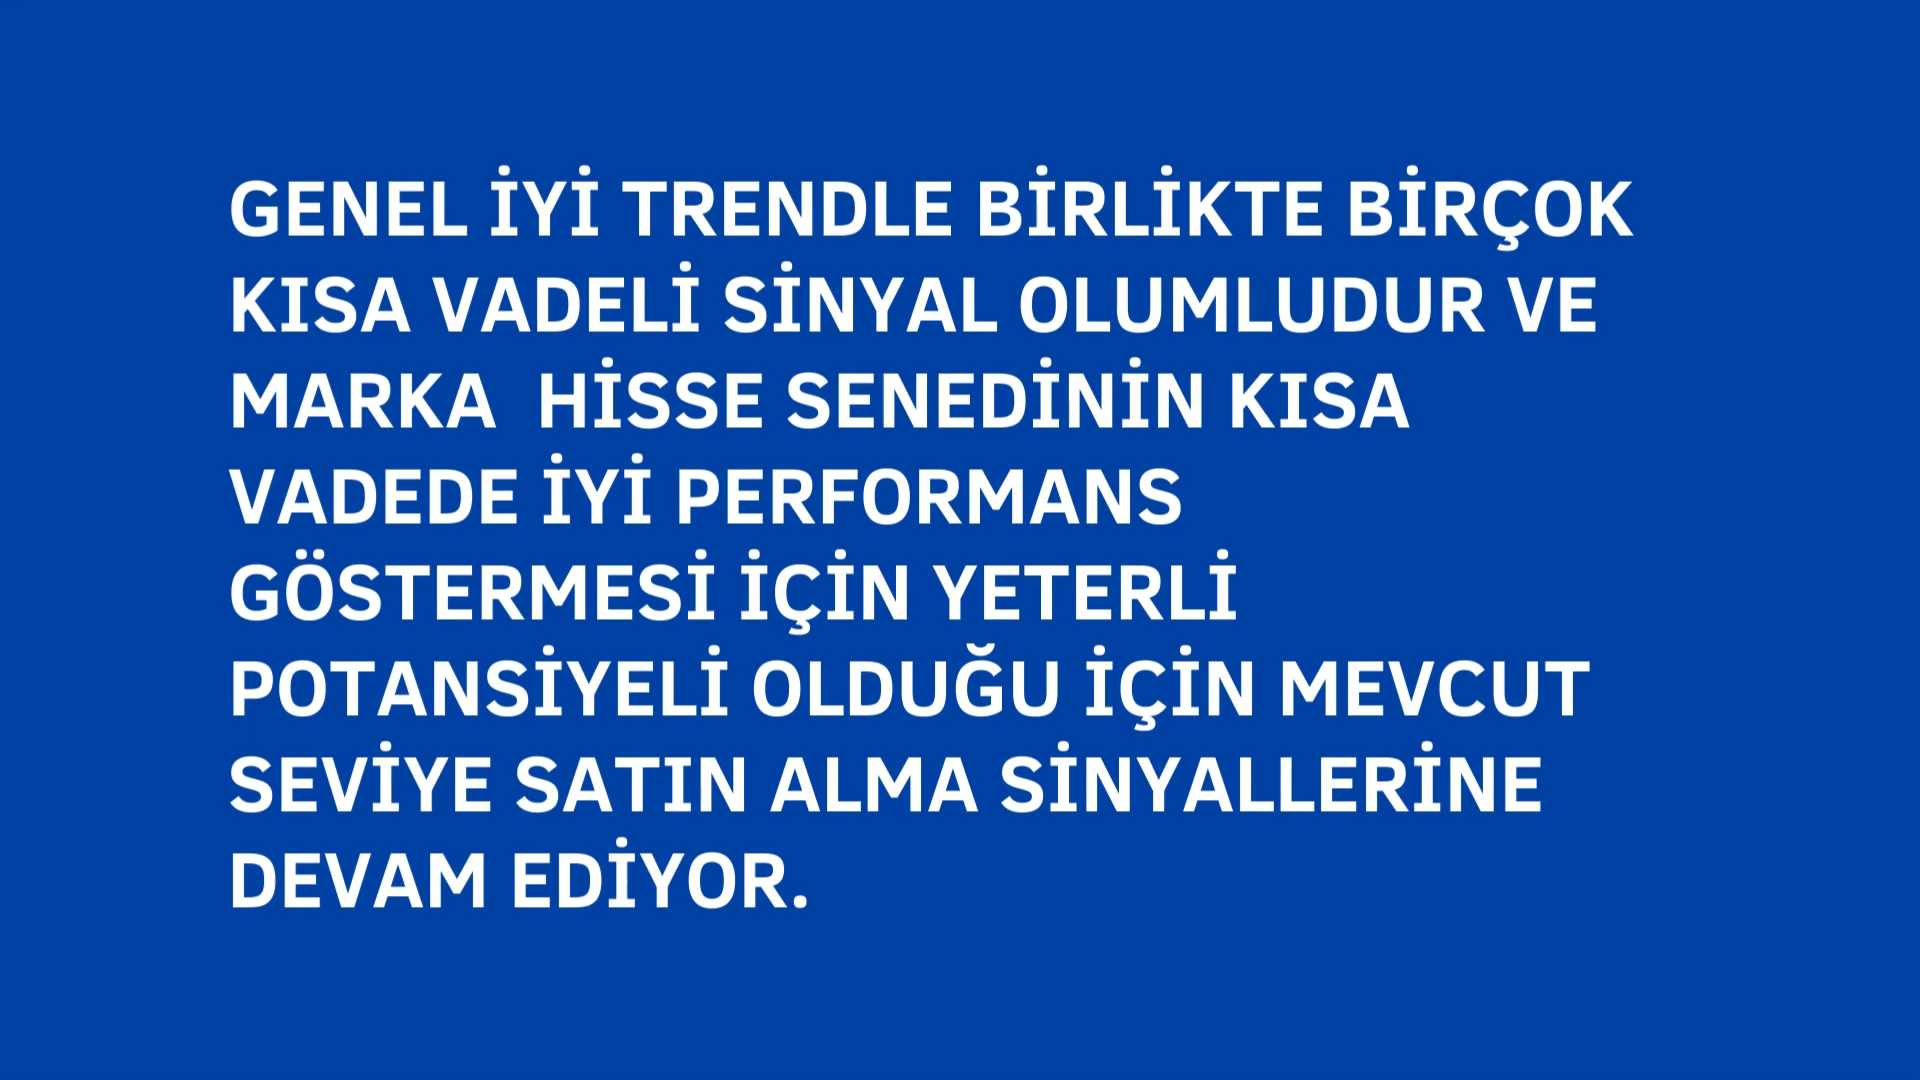 GENEL İYİ TRENDLE BİRLİKTE BİRÇOK
KISA VADELİ SİNYAL OLUMLUDUR VE
MARKA  HİSSE SENEDİNİN KISA
VADEDE İYİ PERFORMANS
GÖSTERMESİ İÇİN YETERLİ
POTANSİYELİ OLDUĞU İÇİN MEVCUT
SEVİYE SATIN ALMA SİNYALLERİNE
DEVAM EDİYOR.